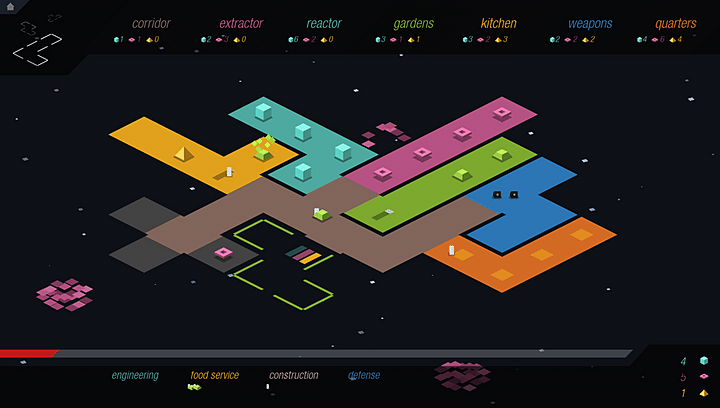 corridor extractor reactor gardens kitchen weapons quarters
1 1 0 2 3 0 6 2 0 3 1 1 3 2 3 2 2 2 4 6 4
4
engineering food service construction defense
5
1